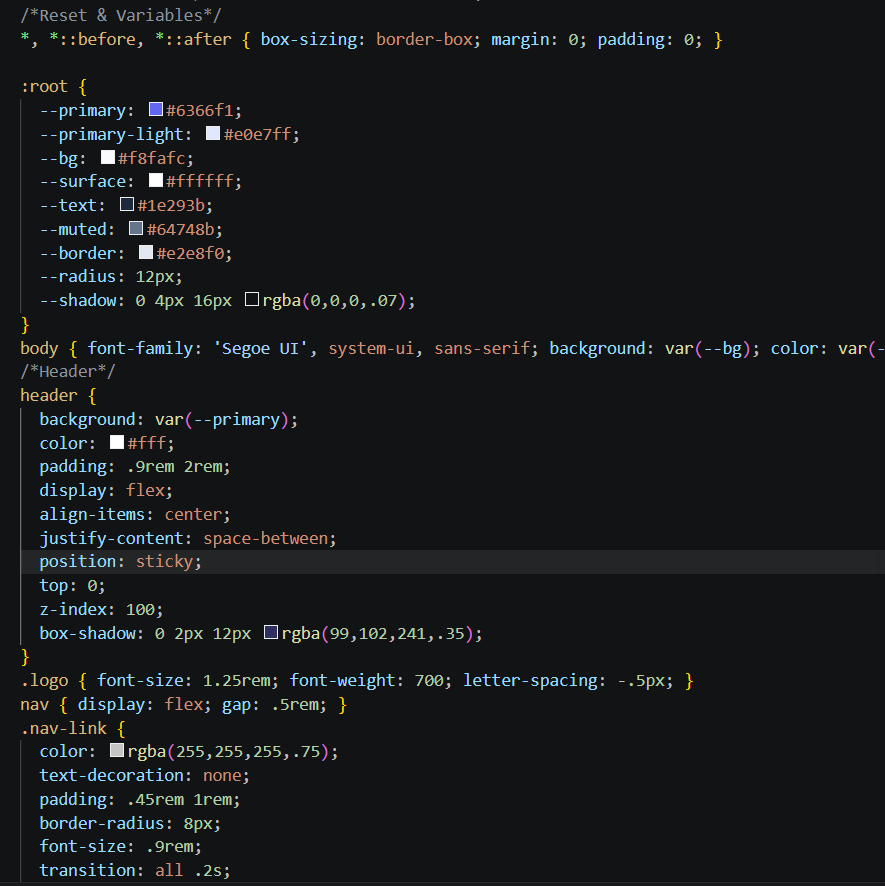 /*Reset & Variables*/
*, *::before, *::after { box-sizing: border-box; margin: 0; padding: 0; }
:root {
--primary: #6366f1;
--primary-light: #e0e7ff;
--bg: #f8fafc;
--surface: #ffffff;
--text: #1e293b;
--muted: #64748b;
--border: #e2e8f0;
--radius: 12px;
--shadow: 0 4px 16px rgba(0,0,0,.07);
}
body { font-family: 'Segoe UI', system-ui, sans-serif; background: var(--bg); color: var(-
/*Header*/
header {
background: var(--primary);
color: #fff;
padding: .9rem 2rem;
display: flex;
align-items: center;
justify-content: space-between;
position: sticky;
top: 0;
z-index: 100;
box-shadow: 0 2px 12px rgba(99,102,241,.35);
}
.logo { font-size: 1.25rem; font-weight: 700; letter-spacing: -.5px; }
nav { display: flex; gap: .5rem; }
.nav-link {
color: rgba(255,255,255,.75);
text-decoration: none;
padding: .45rem 1rem;
border-radius: 8px;
font-size: .9rem;
transition: all .2s;